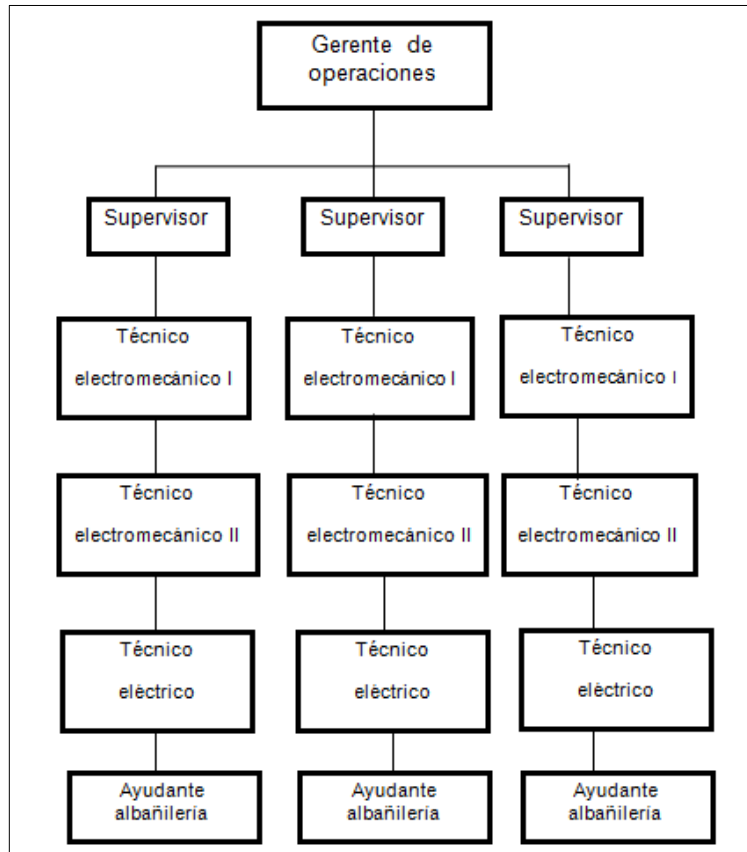 Gerente de
operaciones
Supervisor
Supervisor
Supervisor
Técnico
electromecánico I
Técnico
electromecánico I
Técnico
electromecánico I
Técnico
electromecánico II
Técnico
electromecánico II
Técnico
electromecánico II
Técnico
eléctrico
Técnico
eléctrico
Técnico
eléctrico
Ayudante
albañilería
Ayudante
albañilería
Ayudante
albañilería